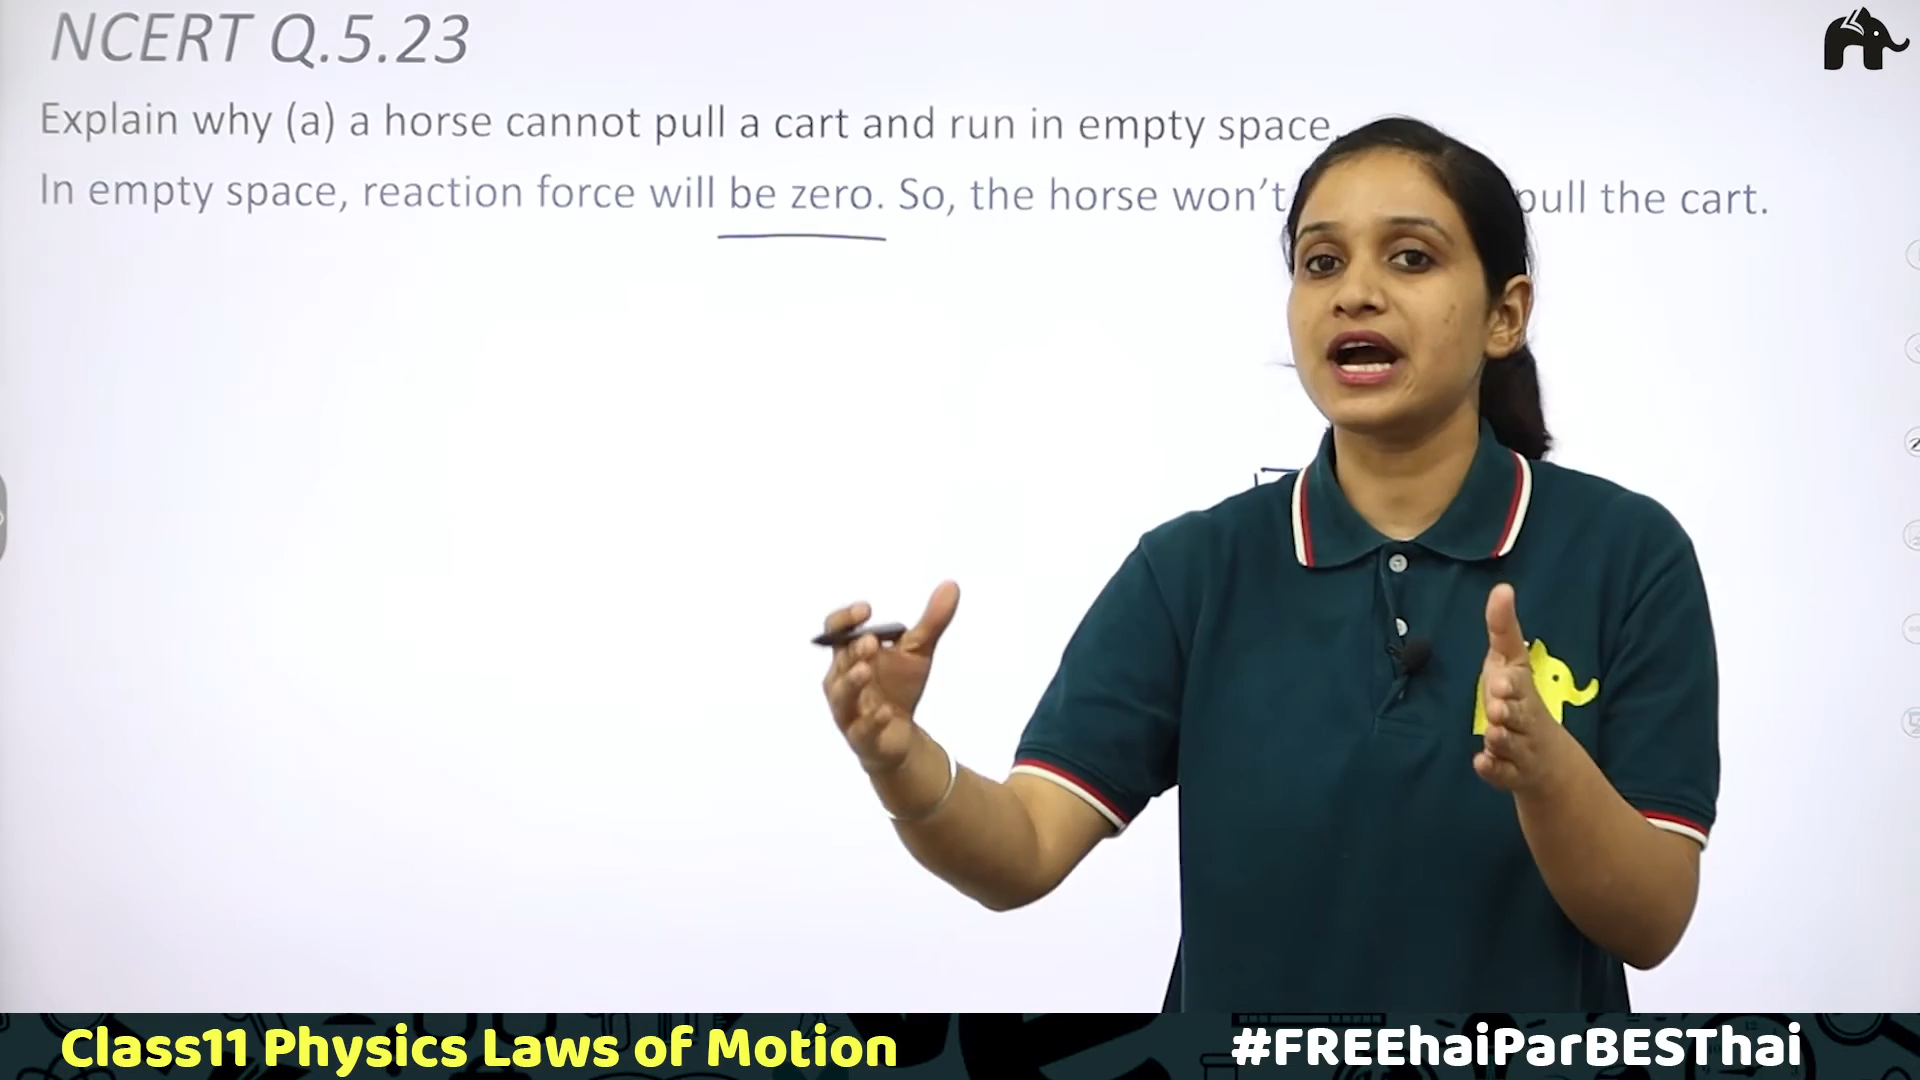 NCERT Q.5.23
Explain why (a) a horse cannot pull a cart and run in empty space.
In empty space, reaction force will be zero. So, the horse won't pull the cart.
Class11 Physics Laws of Motion
#FREEhaiParBESThai